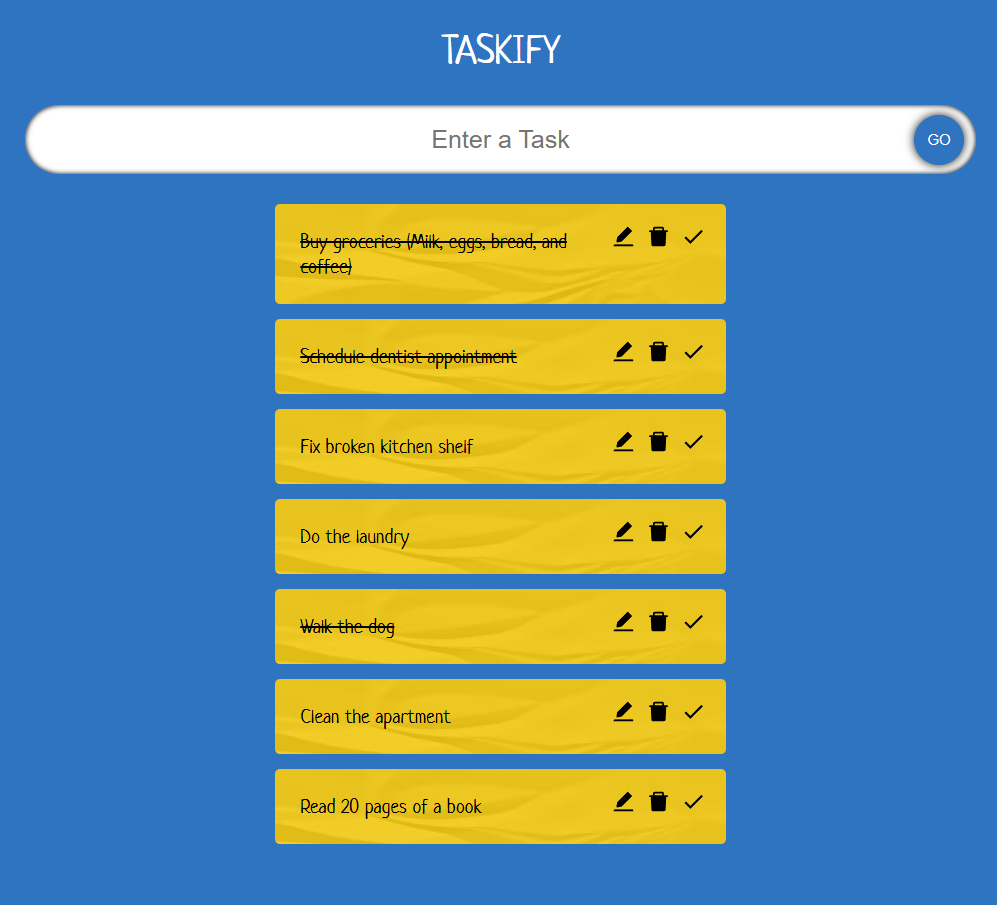 TASKIFY
Enter a Task
GO
Buy groceries (Milk, eggs, bread, and
coffee)
Schedule dentist appointment
Fix broken kitchen shelf
Do the laundry
Walk the dog
Clean the apartment
Read 20 pages of a book